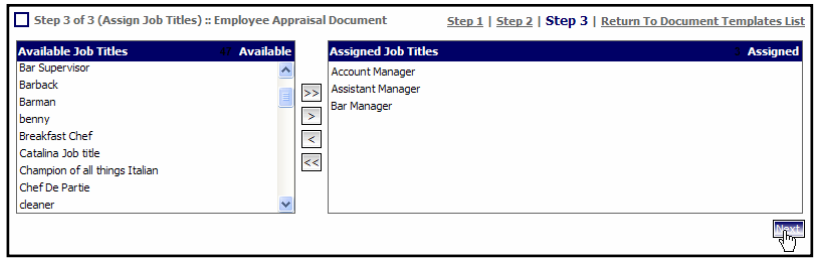 Step 3 of 3 (Assign Job Titles) :: Employee Appraisal Document
Step 1 | Step 2 | Step 3 | Return To Document Templates List
Available Job Titles Available
Bar Supervisor
Barback
Barman
benny
Breakfast Chef
Catalina Job title
Champion of all things Italian
Chef De Partie
cleaner
>>
>
<
<<
Assigned Job Titles Assigned
Account Manager
Assistant Manager
Bar Manager
Next